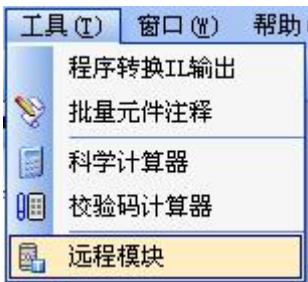 工具(T) 窗口(W) 帮助
程序转换IL输出
批量元件注释
科学计算器
校验码计算器
远程模块